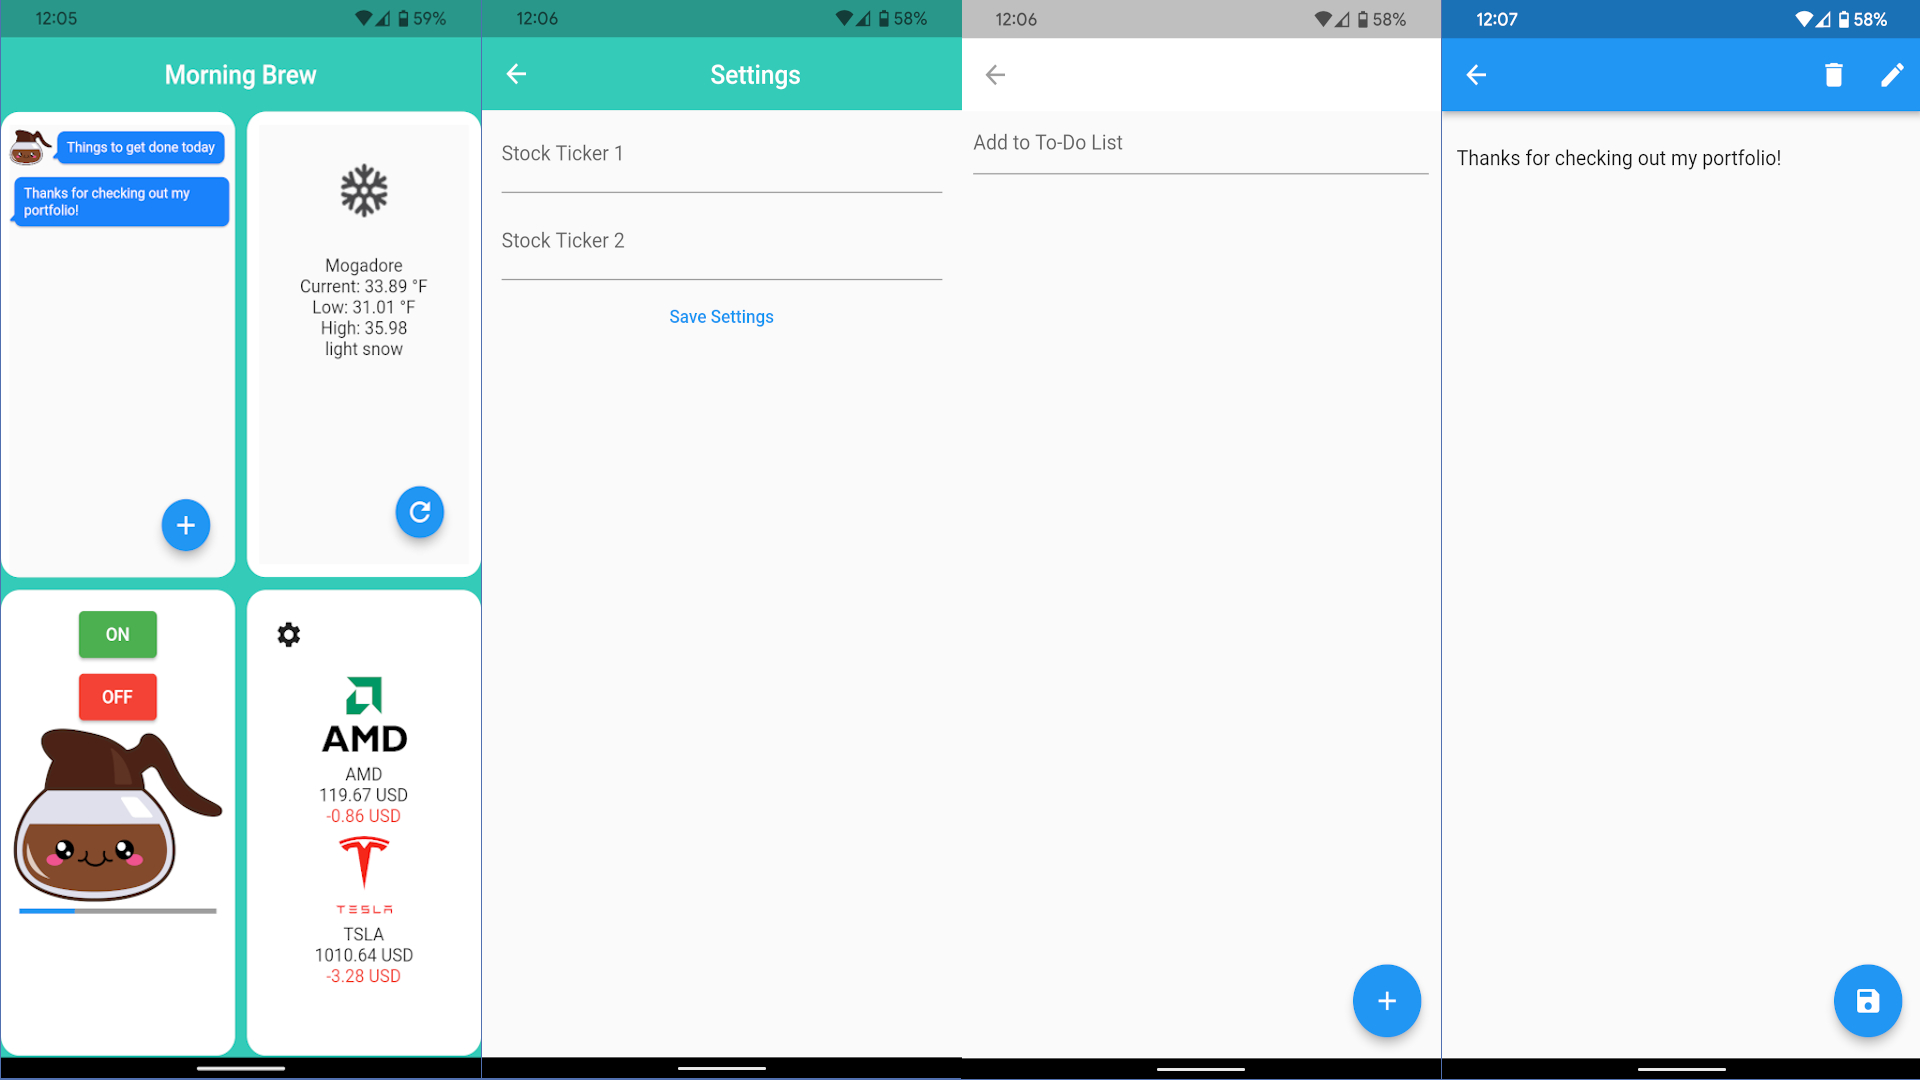 12:05
59%
Morning Brew
Things to get done today
Thanks for checking out my
portfolio!
Mogadore
Current: 33.89 °F
Low: 31.01 °F
High: 35.98
light snow
ON
OFF
AMD
AMD
119.67 USD
-0.86 USD
TESLA
TSLA
1010.64 USD
-3.28 USD
12:06
58%
Settings
Stock Ticker 1
Stock Ticker 2
Save Settings
12:06
58%
Add to To-Do List
12:07
58%
Thanks for checking out my portfolio!